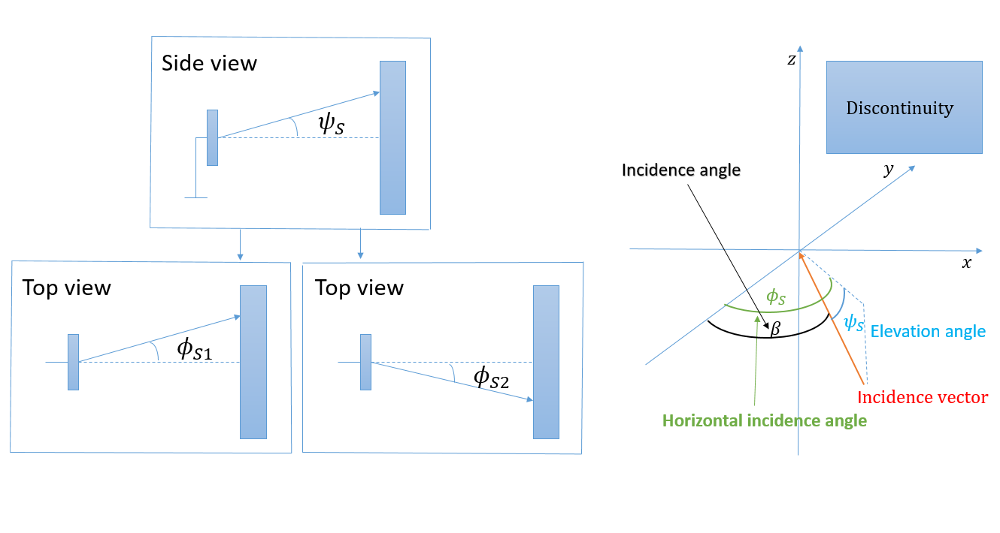 Side view
ψS
Top view
ϕS1
Top view
ϕS2
z
Discontinuity
y
Incidence angle
x
ϕS
β
ψS
Elevation angle
Incidence vector
Horizontal incidence angle